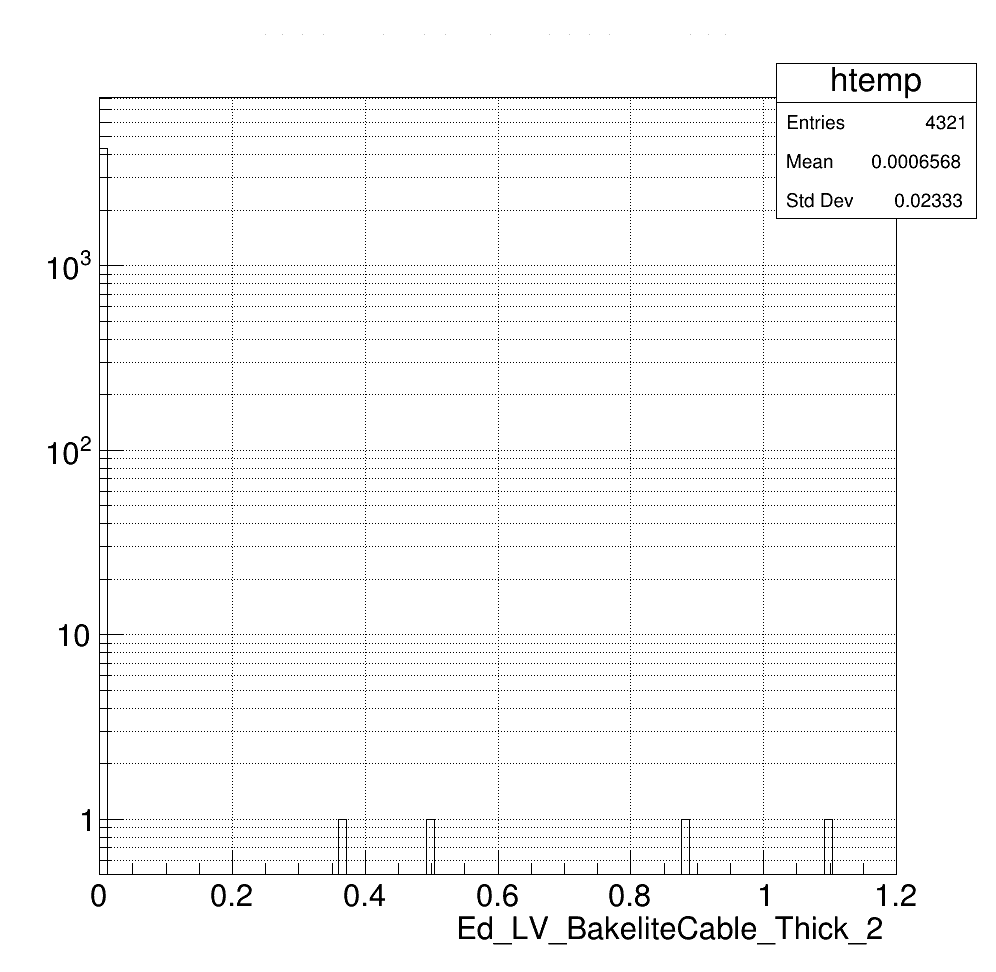 htemp
Entries 4321
Mean 0.0006568
Std Dev 0.02333
10³
10²
10
1
0 0.2 0.4 0.6 0.8 1 1.2
Ed_LV_BakeliteCable_Thick_2